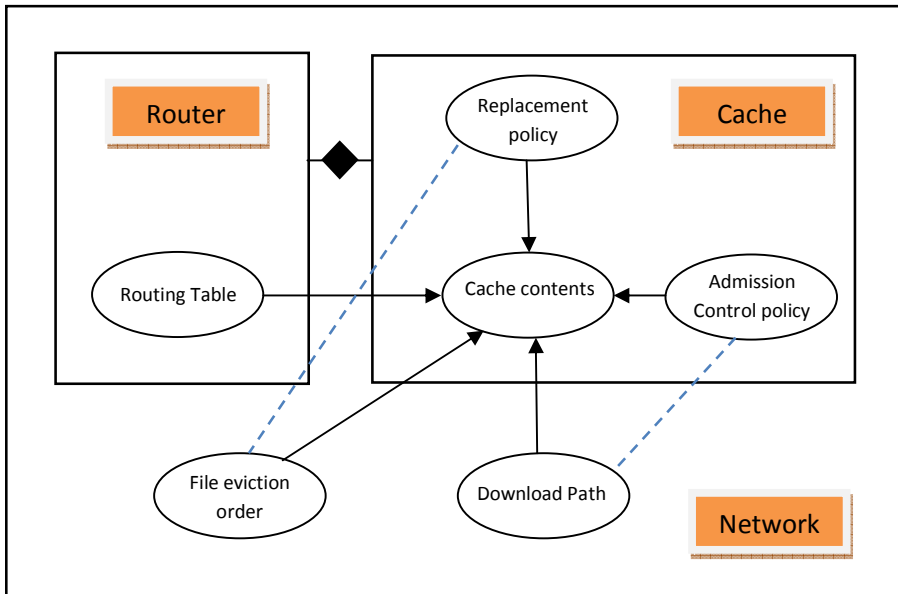 Router
Replacement
policy
Cache
Routing Table
Cache contents
Admission
Control policy
File eviction
order
Download Path
Network